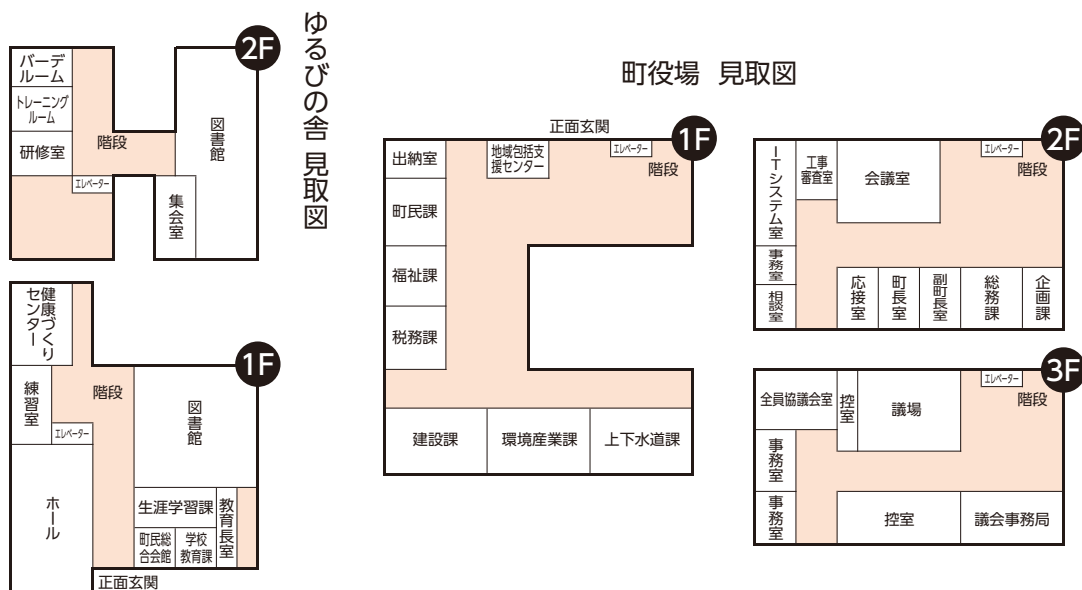 ゆるびの舎 見取図
2F
バーデ
ルーム
トレーニング
ルーム
研修室
階段
エレベーター
図書館
集会室
1F
健康づくり
センター
練習室
階段
エレベーター
図書館
ホール
生涯学習課
教育長室
町民総
合会館
学校
教育課
正面玄関
町役場 見取図
正面玄関
1F
出納室
地域包括支
援センター
エレベーター
階段
町民課
福祉課
税務課
建設課
環境産業課
上下水道課
2F
ITシステム室
工事
審査室
会議室
エレベーター
階段
事務室
相談室
応接室
町長室
副町長室
総務課
企画課
3F
全員協議会室
控室
議場
エレベーター
階段
事務室
事務室
控室
議会事務局